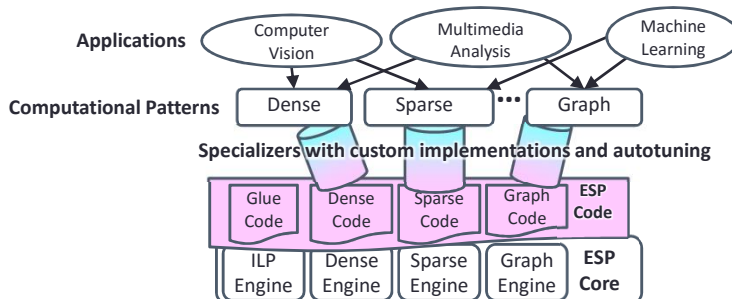 Applications
Computer
Vision
Multimedia
Analysis
Machine
Learning
Computational Patterns
Dense
Sparse
...
Graph
Specializers with custom implementations and autotuning
Glue
Code
Dense
Code
Sparse
Code
Graph
Code
ESP
Code
ILP
Engine
Dense
Engine
Sparse
Engine
Graph
Engine
ESP
Core